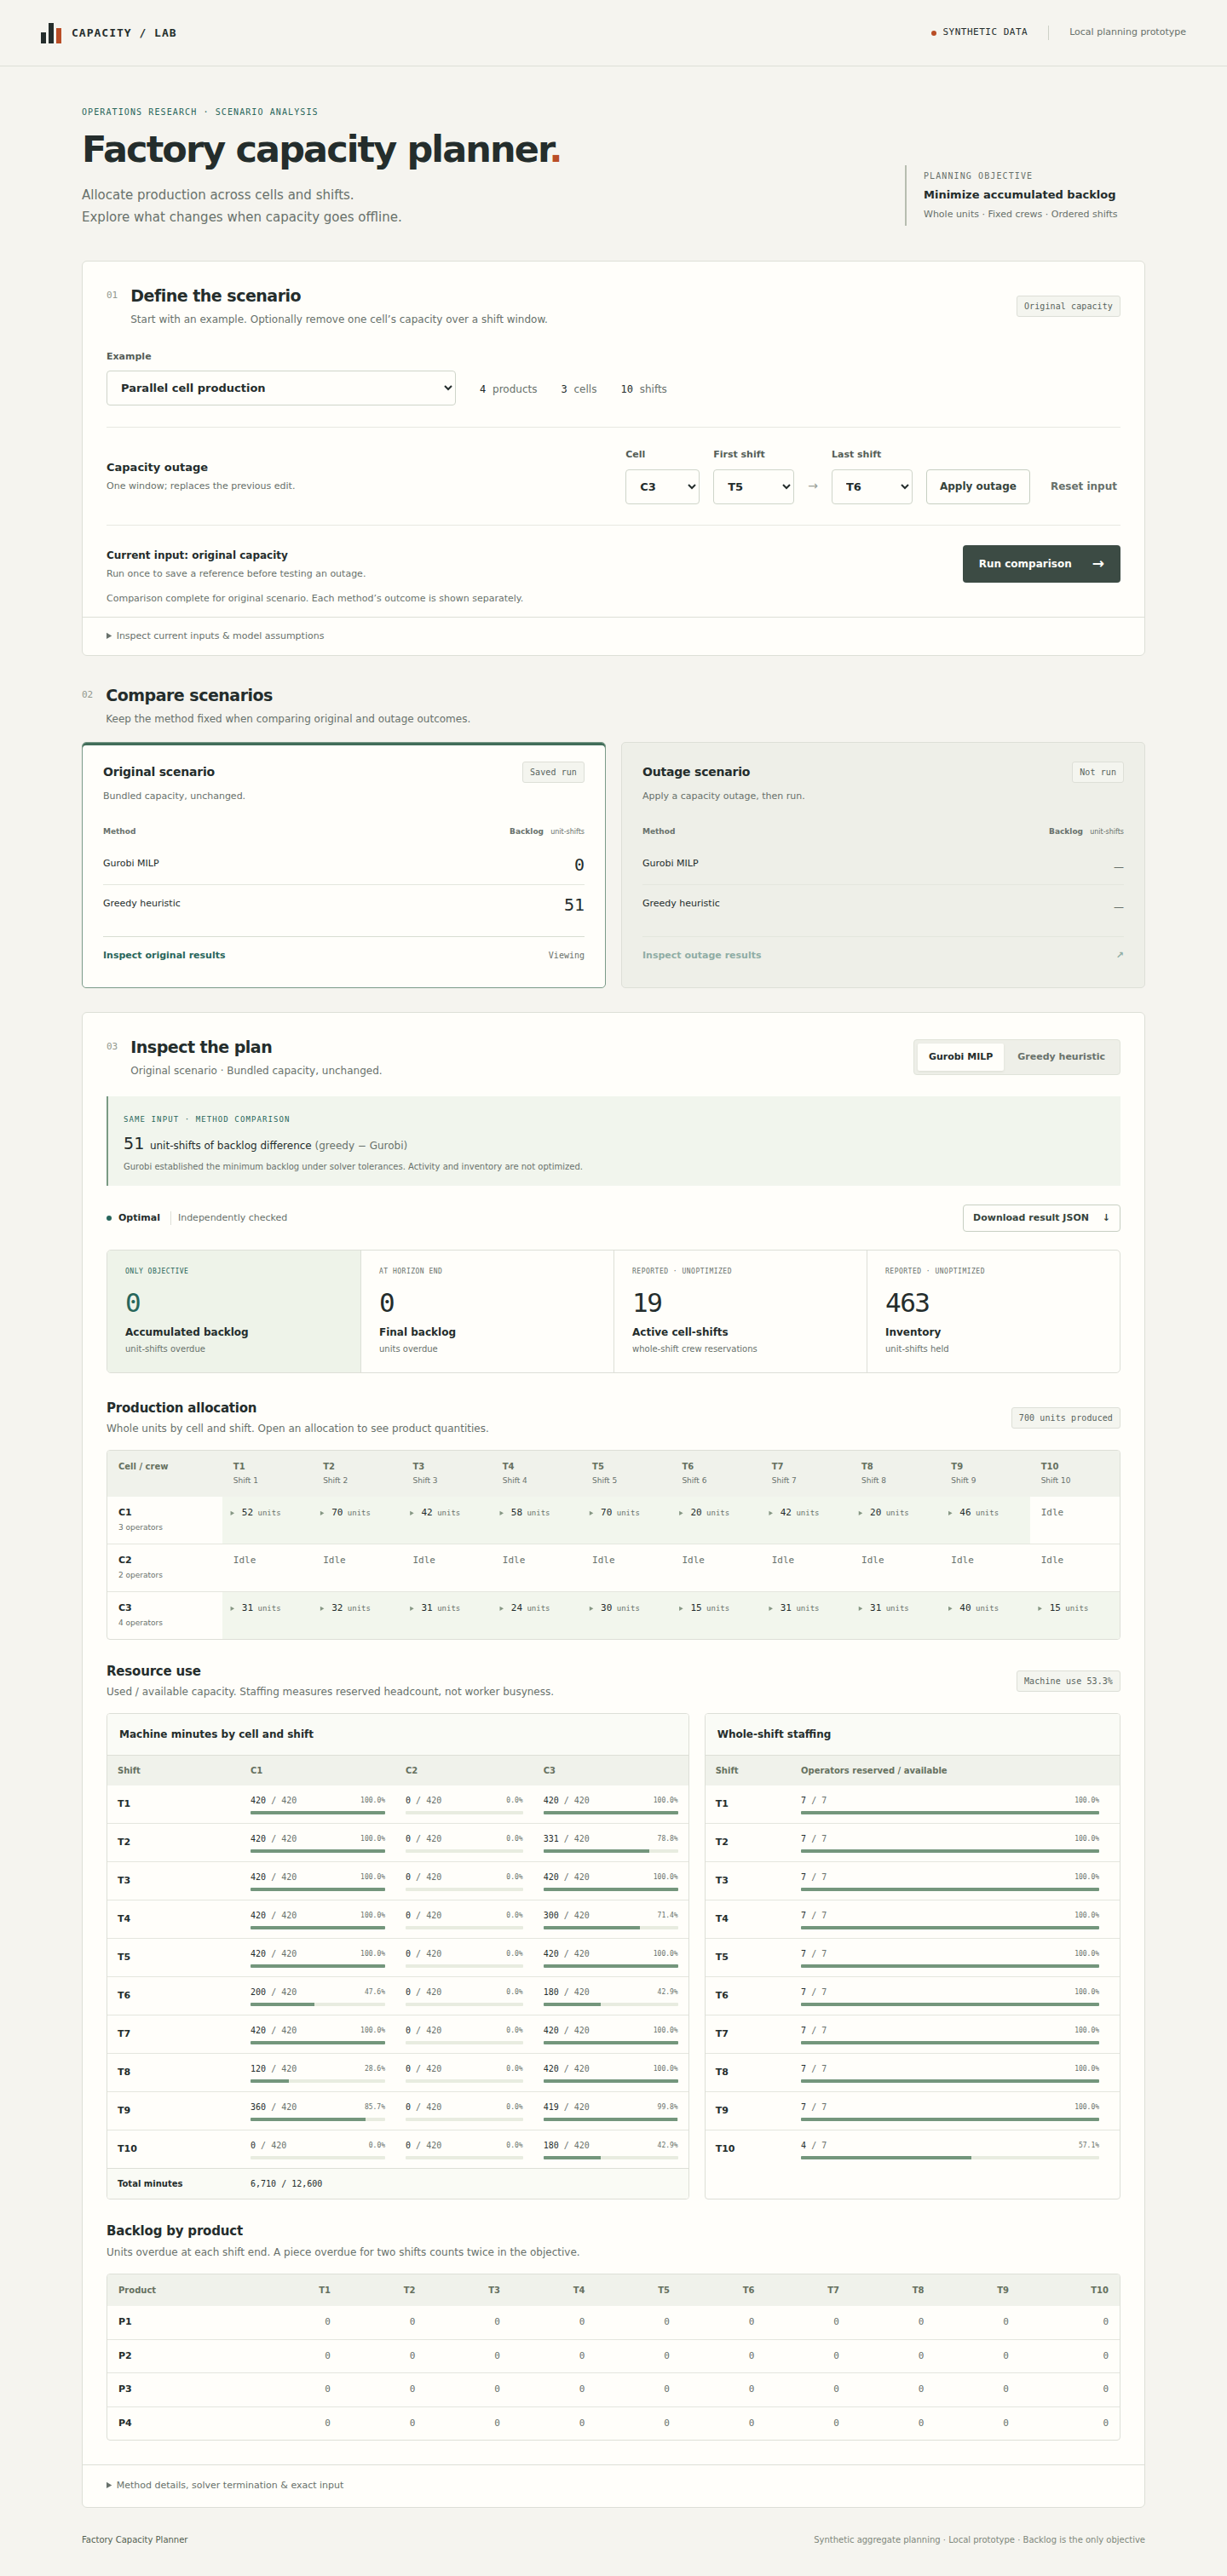 CAPACITY / LAB
SYNTHETIC DATA
Local planning prototype
OPERATIONS RESEARCH · SCENARIO ANALYSIS
Factory capacity planner.
Allocate production across cells and shifts.
Explore what changes when capacity goes offline.
PLANNING OBJECTIVE
Minimize accumulated backlog
Whole units · Fixed crews · Ordered shifts
01 Define the scenario
Start with an example. Optionally remove one cell’s capacity over a shift window.
Original capacity
Example
Parallel cell production
4 products 3 cells 10 shifts
Capacity outage
One window; replaces the previous edit.
Cell First shift Last shift
C3 T5 → T6 Apply outage Reset input
Current input: original capacity
Run once to save a reference before testing an outage.
Run comparison →
Comparison complete for original scenario. Each method’s outcome is shown separately.
Inspect current inputs & model assumptions
02 Compare scenarios
Keep the method fixed when comparing original and outage outcomes.
Original scenario Saved run
Bundled capacity, unchanged.
Method Backlog unit-shifts
Gurobi MILP 0
Greedy heuristic 51
Inspect original results Viewing
Outage scenario Not run
Apply a capacity outage, then run.
Method Backlog unit-shifts
Gurobi MILP —
Greedy heuristic —
Inspect outage results ↗
03 Inspect the plan
Original scenario · Bundled capacity, unchanged.
Gurobi MILP Greedy heuristic
SAME INPUT · METHOD COMPARISON
51 unit-shifts of backlog difference (greedy − Gurobi)
Gurobi established the minimum backlog under solver tolerances. Activity and inventory are not optimized.
Optimal Independently checked
Download result JSON ↓
ONLY OBJECTIVE
0
Accumulated backlog
unit-shifts overdue
AT HORIZON END
0
Final backlog
units overdue
REPORTED · UNOPTIMIZED
19
Active cell-shifts
whole-shift crew reservations
REPORTED · UNOPTIMIZED
463
Inventory
unit-shifts held
Production allocation
Whole units by cell and shift. Open an allocation to see product quantities.
700 units produced
Cell / crew T1 T2 T3 T4 T5 T6 T7 T8 T9 T10
Shift 1 Shift 2 Shift 3 Shift 4 Shift 5 Shift 6 Shift 7 Shift 8 Shift 9 Shift 10
C1 52 units 70 units 42 units 58 units 70 units 20 units 42 units 20 units 46 units Idle
3 operators
C2 Idle Idle Idle Idle Idle Idle Idle Idle Idle Idle
2 operators
C3 31 units 32 units 31 units 24 units 30 units 15 units 31 units 31 units 40 units 15 units
4 operators
Resource use
Used / available capacity. Staffing measures reserved headcount, not worker busyness.
Machine use 53.3%
Machine minutes by cell and shift
Shift C1 C2 C3
T1 420 / 420 100.0% 0 / 420 0.0% 420 / 420 100.0%
T2 420 / 420 100.0% 0 / 420 0.0% 331 / 420 78.8%
T3 420 / 420 100.0% 0 / 420 0.0% 420 / 420 100.0%
T4 420 / 420 100.0% 0 / 420 0.0% 300 / 420 71.4%
T5 420 / 420 100.0% 0 / 420 0.0% 420 / 420 100.0%
T6 200 / 420 47.6% 0 / 420 0.0% 180 / 420 42.9%
T7 420 / 420 100.0% 0 / 420 0.0% 420 / 420 100.0%
T8 120 / 420 28.6% 0 / 420 0.0% 420 / 420 100.0%
T9 360 / 420 85.7% 0 / 420 0.0% 419 / 420 99.8%
T10 0 / 420 0.0% 0 / 420 0.0% 180 / 420 42.9%
Total minutes 6,710 / 12,600
Whole-shift staffing
Shift Operators reserved / available
T1 7 / 7 100.0%
T2 7 / 7 100.0%
T3 7 / 7 100.0%
T4 7 / 7 100.0%
T5 7 / 7 100.0%
T6 7 / 7 100.0%
T7 7 / 7 100.0%
T8 7 / 7 100.0%
T9 7 / 7 100.0%
T10 4 / 7 57.1%
Backlog by product
Units overdue at each shift end. A piece overdue for two shifts counts twice in the objective.
Product T1 T2 T3 T4 T5 T6 T7 T8 T9 T10
P1 0 0 0 0 0 0 0 0 0 0
P2 0 0 0 0 0 0 0 0 0 0
P3 0 0 0 0 0 0 0 0 0 0
P4 0 0 0 0 0 0 0 0 0 0
Method details, solver termination & exact input
Factory Capacity Planner
Synthetic aggregate planning · Local prototype · Backlog is the only objective